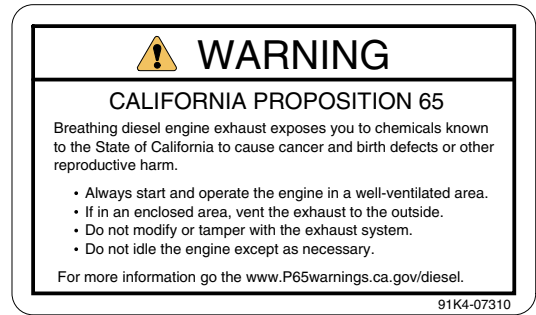 WARNING
CALIFORNIA PROPOSITION 65
Breathing diesel engine exhaust exposes you to chemicals known
to the State of California to cause cancer and birth defects or other
reproductive harm.
• Always start and operate the engine in a well-ventilated area.
• If in an enclosed area, vent the exhaust to the outside.
• Do not modify or tamper with the exhaust system.
• Do not idle the engine except as necessary.
For more information go the www.P65warnings.ca.gov/diesel.
91K4-07310